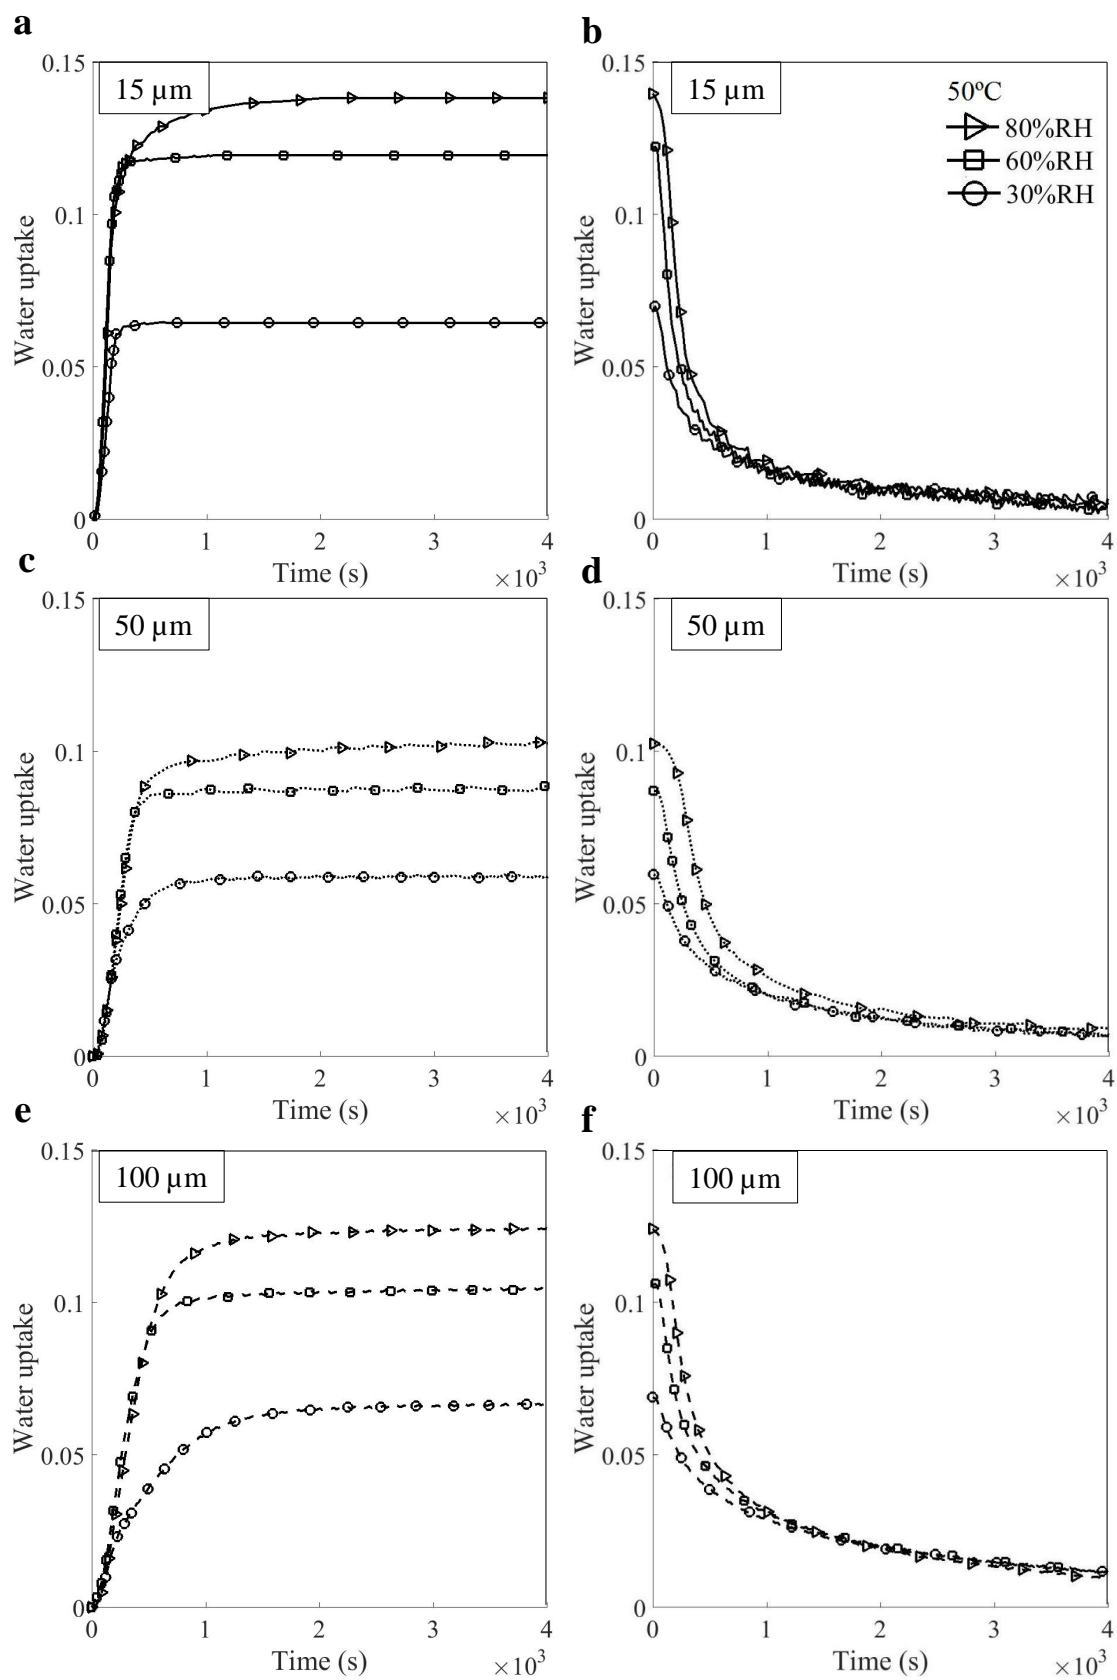 a
0.15
15 µm
0.1
Water uptake
0.05
0
0 1 2 3 4
Time (s)
×10³
b
0.15
15 µm
50ºC
80%RH
60%RH
30%RH
0.1
Water uptake
0.05
0
0 1 2 3 4
Time (s)
×10³
c
0.15
50 µm
0.1
Water uptake
0.05
0
0 1 2 3 4
Time (s)
×10³
d
0.15
50 µm
0.1
Water uptake
0.05
0
0 1 2 3 4
Time (s)
×10³
e
0.15
100 µm
0.1
Water uptake
0.05
0
0 1 2 3 4
Time (s)
×10³
f
0.15
100 µm
0.1
Water uptake
0.05
0
0 1 2 3 4
Time (s)
×10³